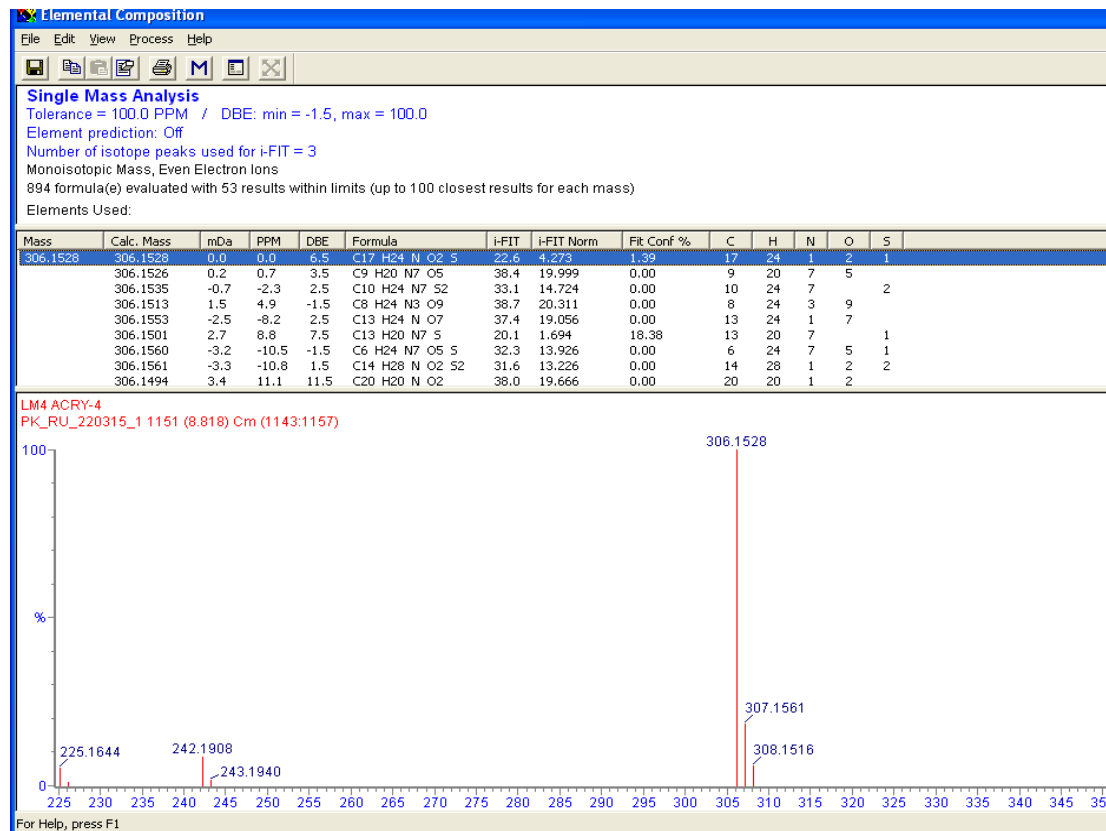 Elemental Composition
File Edit View Process Help
M
Single Mass Analysis
Tolerance = 100.0 PPM / DBE: min = -1.5, max = 100.0
Element prediction: Off
Number of isotope peaks used for i-FIT = 3
Monoisotopic Mass, Even Electron Ions
894 formula(e) evaluated with 53 results within limits (up to 100 closest results for each mass)
Elements Used:
Mass Calc. Mass mDa PPM DBE Formula i-FIT i-FIT Norm Fit Conf % C H N O S
306.1528 306.1528 0.0 0.0 6.5 C17 H24 N O2 S 22.6 4.273 1.39 17 24 1 2 1
306.1526 0.2 0.7 3.5 C9 H20 N7 O5 38.4 19.999 0.00 9 20 7 5
306.1535 -0.7 -2.3 2.5 C10 H24 N7 S2 33.1 14.724 0.00 10 24 7 2
306.1513 1.5 4.9 -1.5 C8 H24 N3 O9 38.7 20.311 0.00 8 24 3 9
306.1553 -2.5 -8.2 2.5 C13 H24 N O7 37.4 19.056 0.00 13 24 1 7
306.1501 2.7 8.8 7.5 C13 H20 N7 S 20.1 1.694 18.38 13 20 7 1
306.1560 -3.2 -10.5 -1.5 C6 H24 N7 O5 S 32.3 13.926 0.00 6 24 7 5 1
306.1561 -3.3 -10.8 1.5 C14 H28 N O2 S2 31.6 13.226 0.00 14 28 1 2 2
306.1494 3.4 11.1 11.5 C20 H20 N O2 38.0 19.666 0.00 20 20 1 2
LM4 ACRY-4
PK_RU_220315_1 1151 (8.818) Cm (1143:1157)
306.1528
100
%
307.1561
225.1644
242.1908
308.1516
243.1940
0
225 230 235 240 245 250 255 260 265 270 275 280 285 290 295 300 305 310 315 320 325 330 335 340 345 35
For Help, press F1